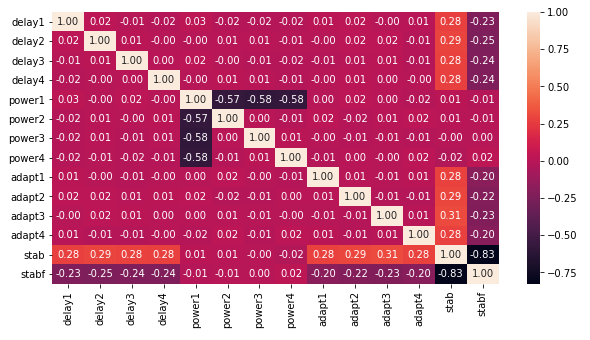 delay1 1.00 0.02 -0.01 -0.02 0.03 -0.02 -0.02 -0.02 0.01 0.02 -0.00 0.01 0.28 -0.23
delay2 0.02 1.00 0.01 -0.00 -0.00 0.01 0.01 -0.01 -0.00 0.02 0.02 -0.01 0.29 -0.25
delay3 -0.01 0.01 1.00 0.00 0.02 -0.00 -0.01 -0.02 -0.01 0.01 0.01 -0.01 0.28 -0.24
delay4 -0.02 -0.00 0.00 1.00 -0.00 0.01 0.01 -0.01 -0.01 0.01 0.00 -0.00 0.28 -0.24
power1 0.03 -0.00 0.02 -0.00 1.00 -0.57 -0.58 -0.58 0.00 0.02 0.00 -0.02 0.01 -0.01
power2 -0.02 0.01 -0.00 0.01 -0.57 1.00 0.00 -0.01 0.02 -0.02 0.01 0.02 0.01 -0.01
power3 -0.02 0.01 -0.01 0.01 -0.58 0.00 1.00 0.01 -0.00 -0.01 -0.01 -0.01 -0.00 0.00
power4 -0.02 -0.01 -0.02 -0.01 -0.58 -0.01 0.01 1.00 -0.01 -0.00 -0.00 0.02 -0.02 0.02
adapt1 0.01 -0.00 -0.01 -0.01 0.00 0.02 -0.00 -0.01 1.00 0.01 -0.01 0.01 0.28 -0.20
adapt2 0.02 0.02 0.01 0.01 0.02 -0.02 -0.01 0.00 0.01 1.00 -0.01 -0.01 0.29 -0.22
adapt3 -0.00 0.02 0.01 0.00 0.00 0.01 -0.01 -0.00 -0.01 -0.01 1.00 0.01 0.31 -0.23
adapt4 0.01 -0.01 -0.01 -0.00 -0.02 0.02 -0.01 0.02 0.01 -0.01 0.01 1.00 0.28 -0.20
stab 0.28 0.29 0.28 0.28 0.01 0.01 -0.00 -0.02 0.28 0.29 0.31 0.28 1.00 -0.83
stabf -0.23 -0.25 -0.24 -0.24 -0.01 -0.01 0.00 0.02 -0.20 -0.22 -0.23 -0.20 -0.83 1.00
delay1 delay2 delay3 delay4 power1 power2 power3 power4 adapt1 adapt2 adapt3 adapt4 stab stabf
1.00
0.75
0.50
0.25
0.00
-0.25
-0.50
-0.75